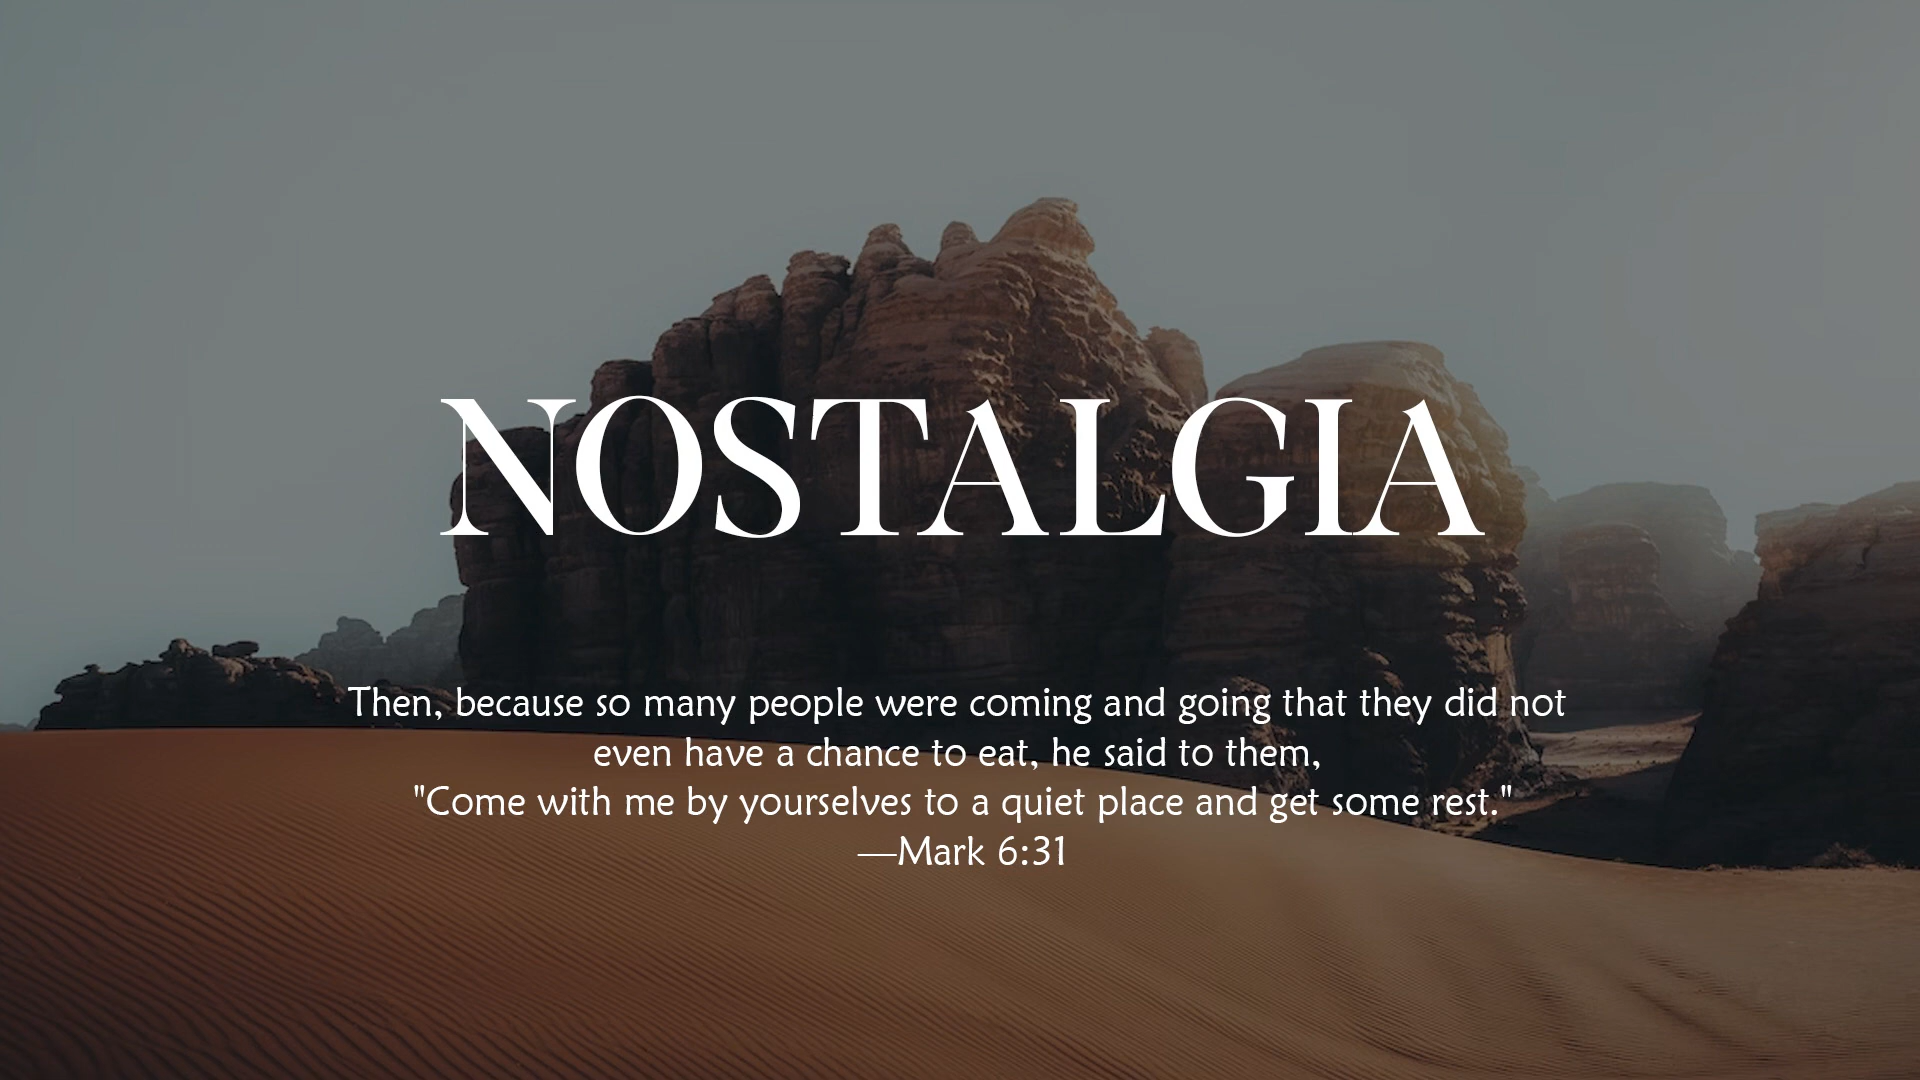 NOSTALGIA
Then, because so many people were coming and going that they did not
even have a chance to eat, he said to them,
"Come with me by yourselves to a quiet place and get some rest."
—Mark 6:31